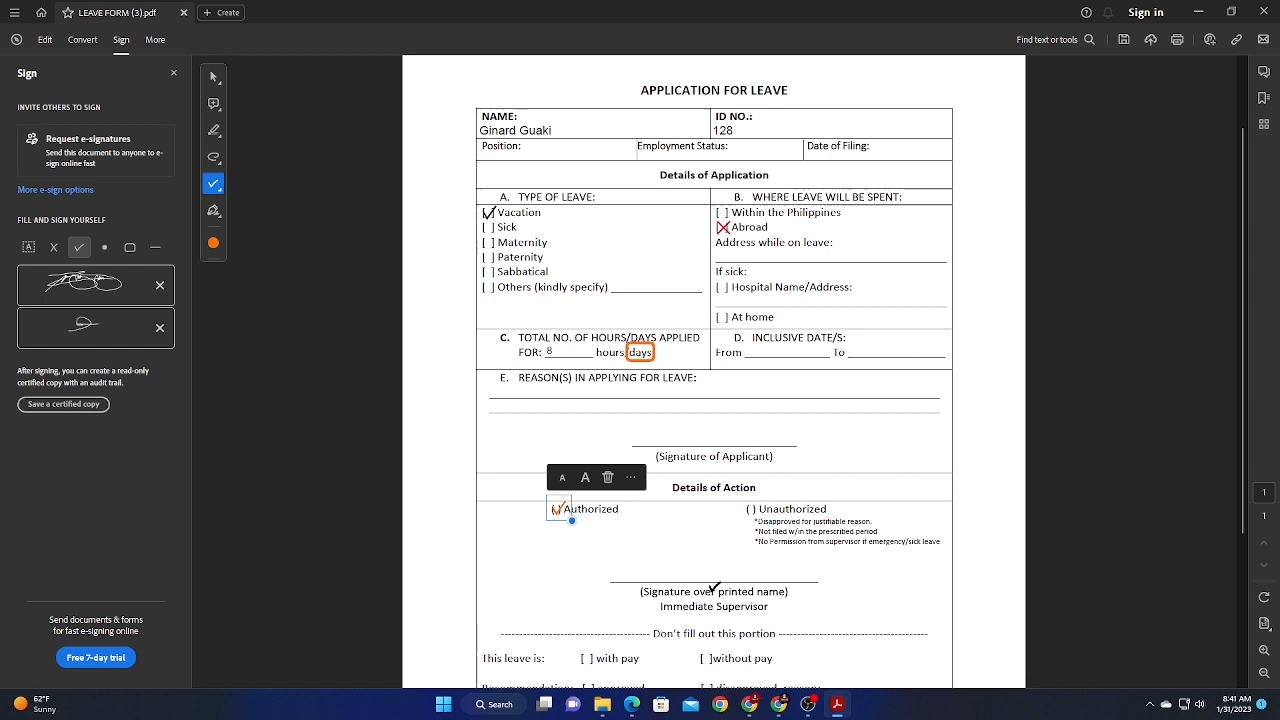 LEAVE FORM (3).pdf
Create
Sign in
Edit Convert Sign More
Find text or tools
Sign
INVITE OTHERS TO SIGN
Request e-signatures
Send this document to anyone to e-
sign online fast
More e-sign options
FILL AND SIGN YOURSELF
After signing, you can create a read-only
certified copy with an audit trail.
Save a certified copy
Send documents & forms
for fast e-signing online
Free 7-day trial
APPLICATION FOR LEAVE
NAME: ID NO.:
Ginard Guaki 128
Position: Employment Status: Date of Filing:
Details of Application
A. TYPE OF LEAVE: B. WHERE LEAVE WILL BE SPENT:
[ ] Vacation [ ] Within the Philippines
[ ] Sick [ ] Abroad
[ ] Maternity Address while on leave:
[ ] Paternity
[ ] Sabbatical If sick:
[ ] Others (kindly specify) [ ] Hospital Name/Address:
[ ] At home
C. TOTAL NO. OF HOURS/DAYS APPLIED D. INCLUSIVE DATE/S:
FOR: 8 hours/days From To
E. REASON(S) IN APPLYING FOR LEAVE:
(Signature of Applicant)
A A ...
Details of Action
( ) Authorized ( ) Unauthorized
*Disapproved for justifiable reason.
*Not filed w/in the prescribed period
*No Permission from supervisor if emergency/sick leave
(Signature over printed name)
Immediate Supervisor
Don't fill out this portion
This leave is: [ ] with pay [ ]without pay
1
1
52°F
Sunny
Search
8:41 AM
1/31/2023